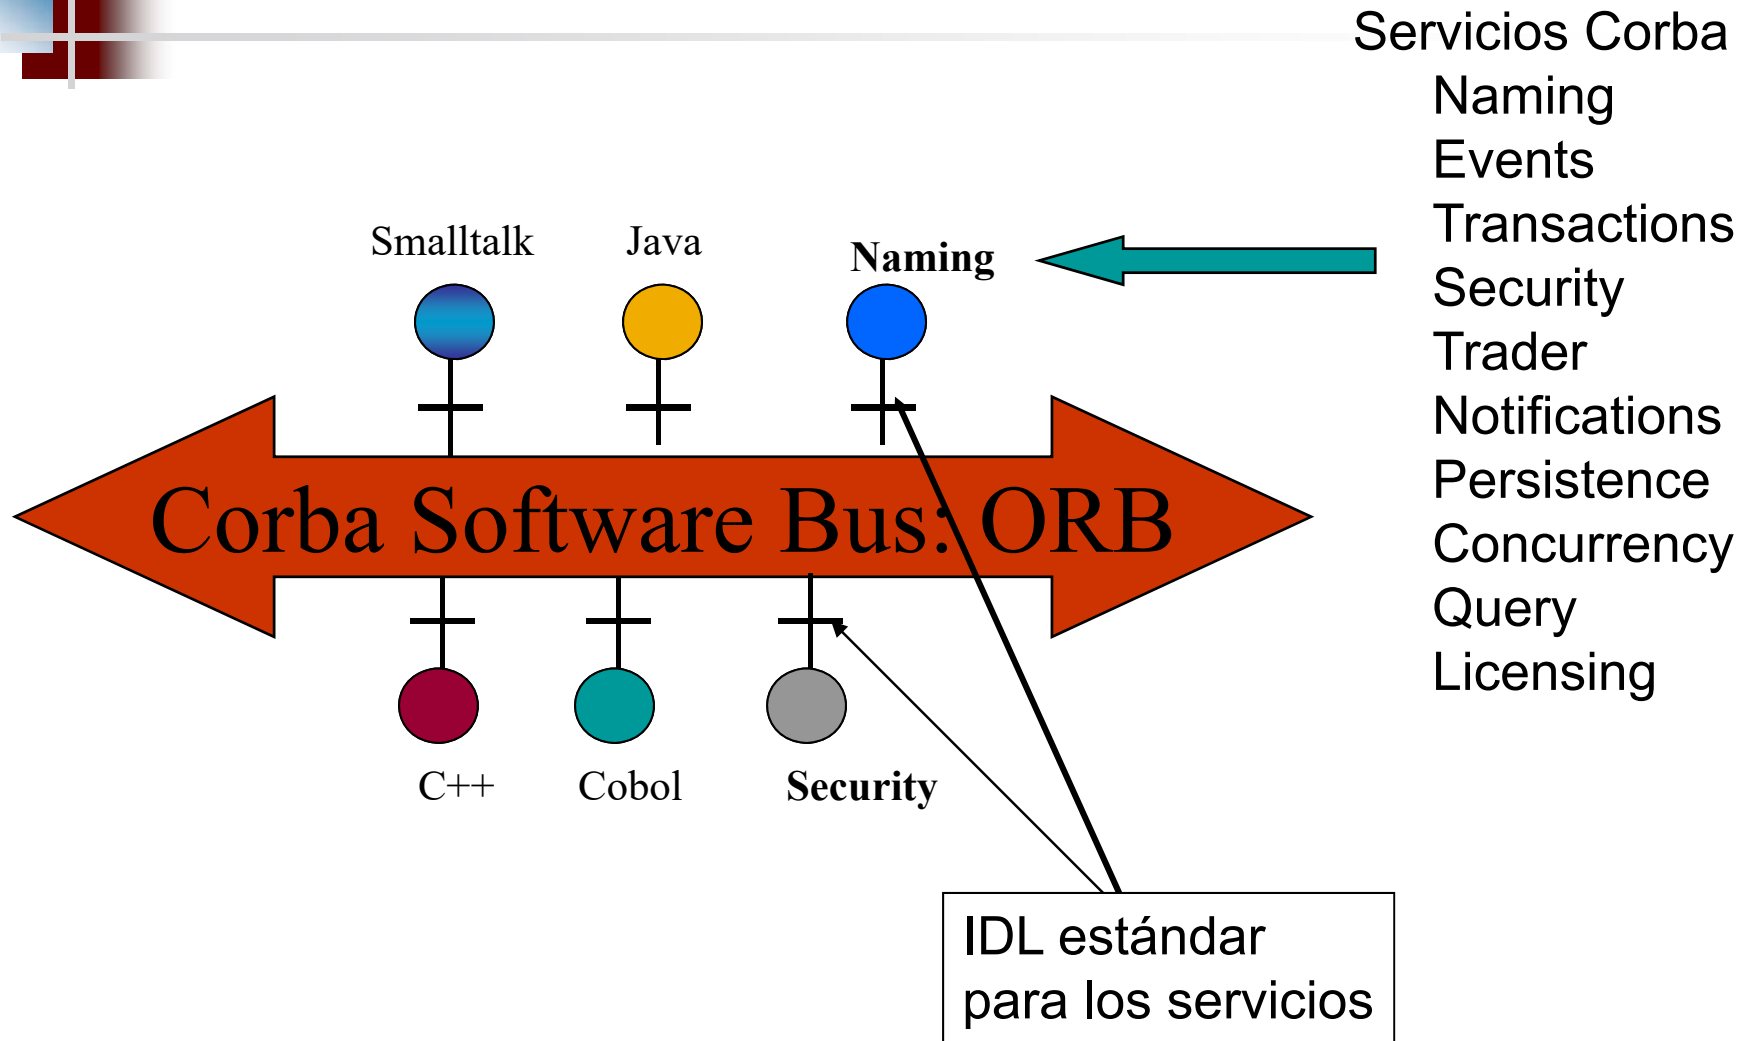 Servicios Corba
Naming
Events
Transactions
Security
Trader
Notifications
Persistence
Concurrency
Query
Licensing
Smalltalk
Java
Naming
Corba Software Bus: ORB
C++
Cobol
Security
IDL estándar
para los servicios